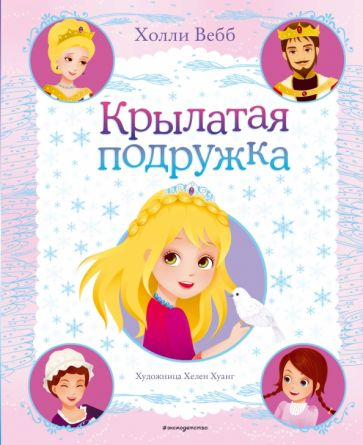 Холли Вебб
Крылатая
подружка
Художница Хелен Хуанг
#эксмодетство